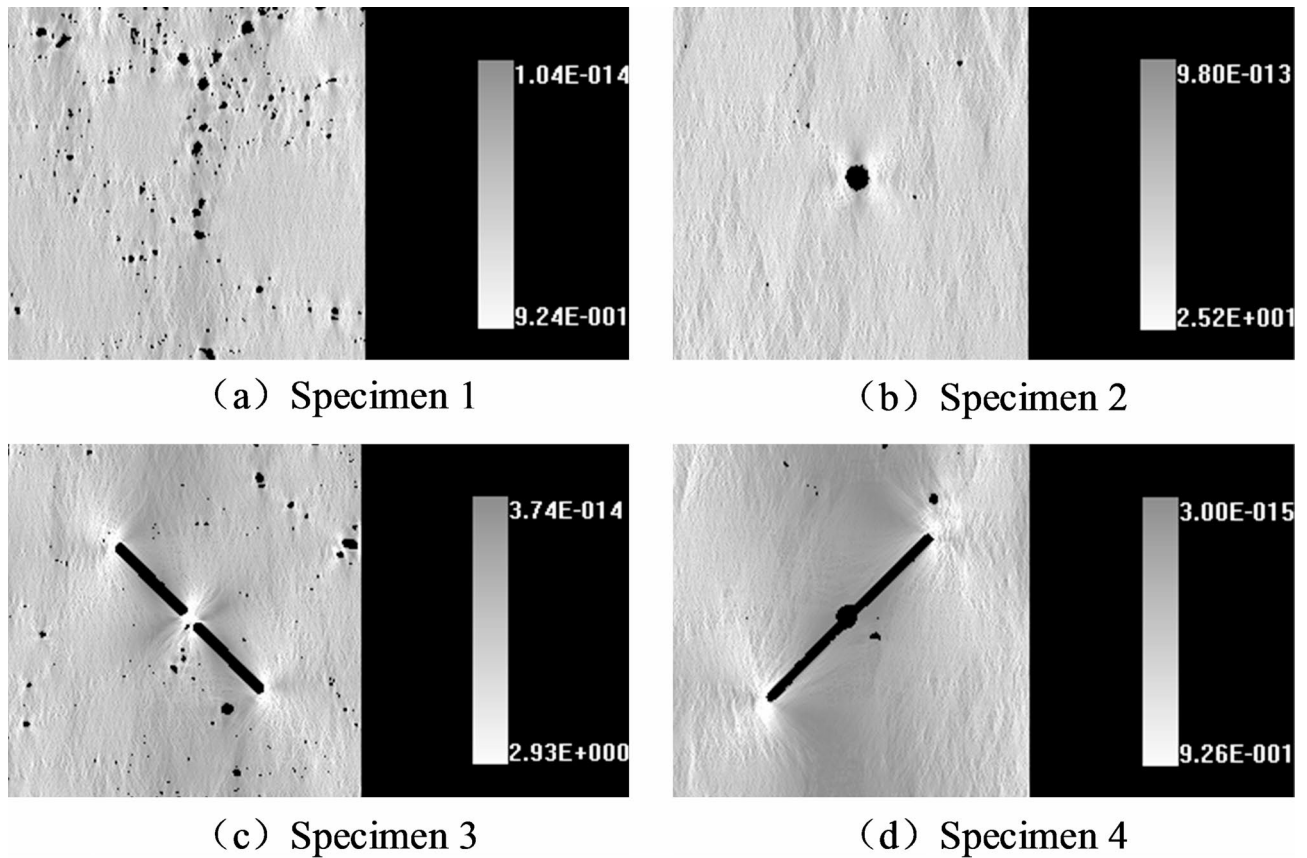 1.04E-014
9.24E-001
9.80E-013
2.52E+001
(a) Specimen 1
(b) Specimen 2
3.74E-014
2.93E+000
3.00E-015
9.26E-001
(c) Specimen 3
(d) Specimen 4